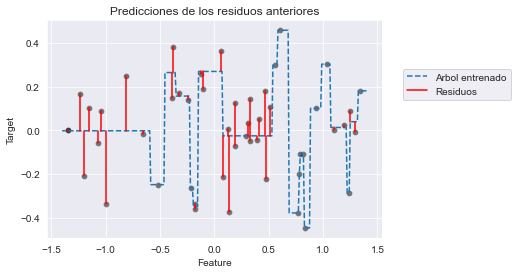 Predicciones de los residuos anteriores
Target
0.4
0.2
0.0
−0.2
−0.4
−1.5
−1.0
−0.5
0.0
0.5
1.0
1.5
Feature
Arbol entrenado
Residuos